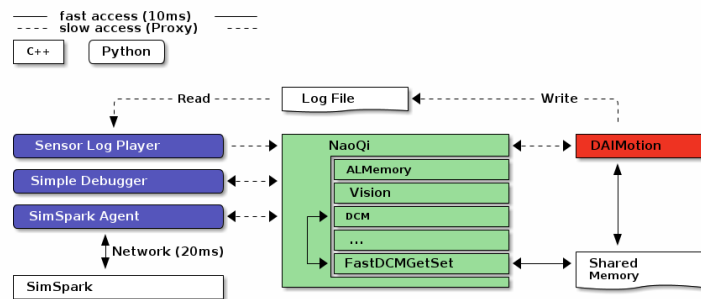 fast access (10ms)
slow access (Proxy)
C++
Python
Read
Log File
Write
Sensor Log Player
NaoQi
DAIMotion
ALMemory
Simple Debugger
Vision
SimSpark Agent
DCM
...
Network (20ms)
FastDCMGetSet
Shared
Memory
SimSpark